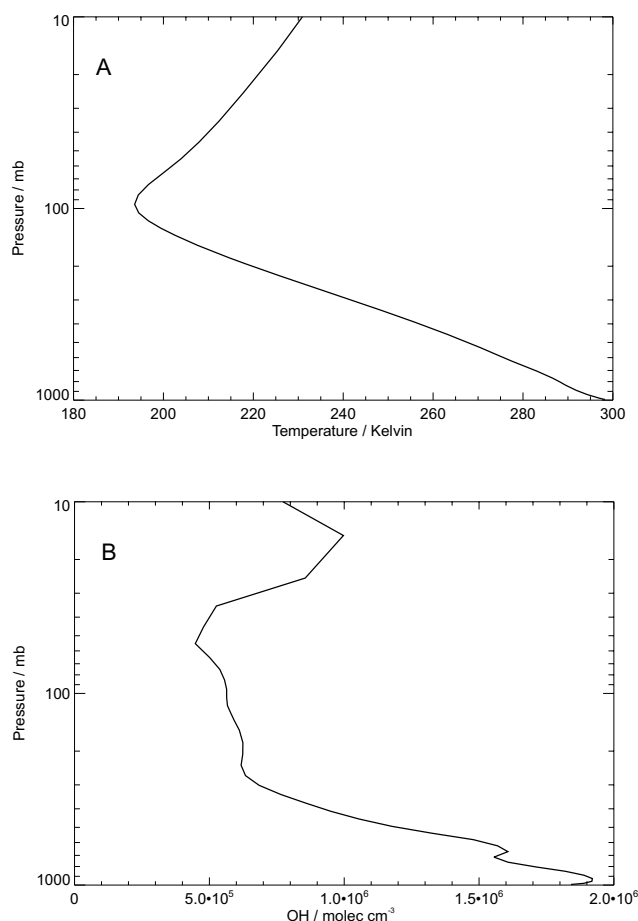 A
10
100
1000
Pressure / mb
180 200 220 240 260 280 300
Temperature / Kelvin
B
10
100
1000
Pressure / mb
0 5.0•10⁵ 1.0•10⁶ 1.5•10⁶ 2.0•10⁶
OH / molec cm⁻³